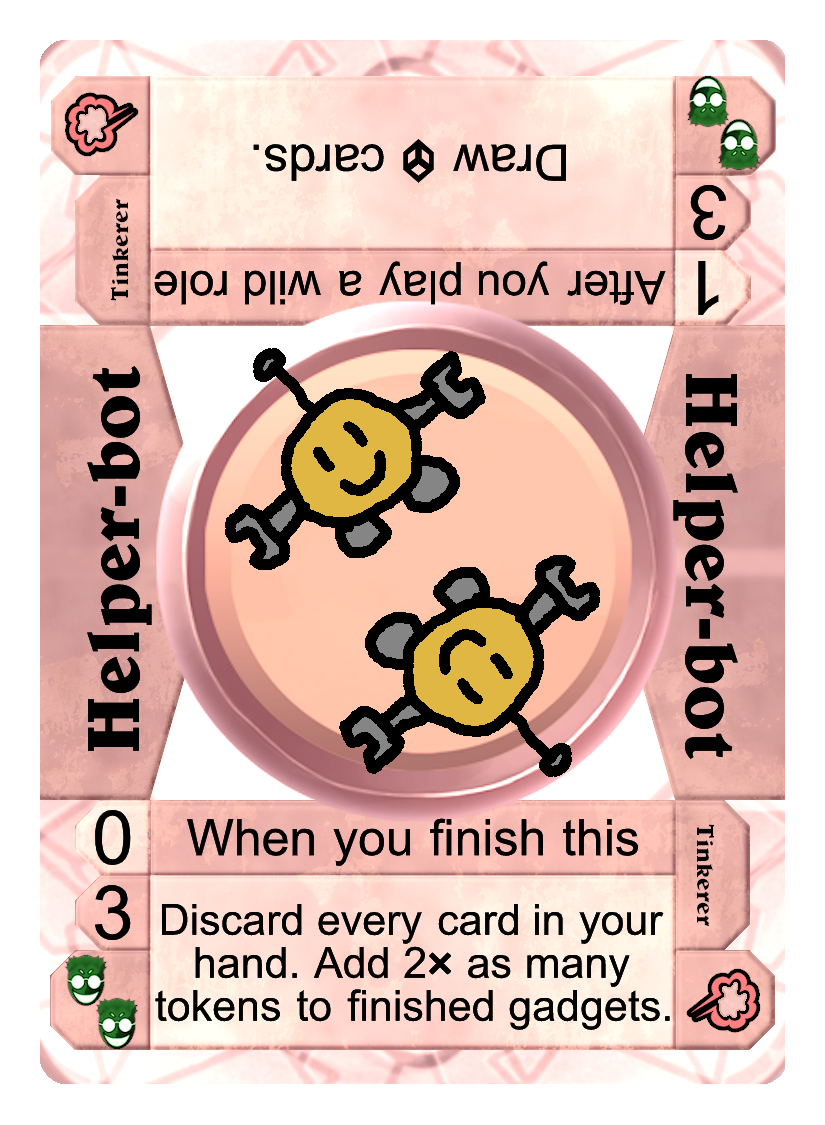 Draw cards.
3
After you play a wild role
1
Tinkerer
Helper-bot
Helper-bot
0
When you finish this
3
Discard every card in your
hand. Add 2× as many
tokens to finished gadgets.
Tinkerer